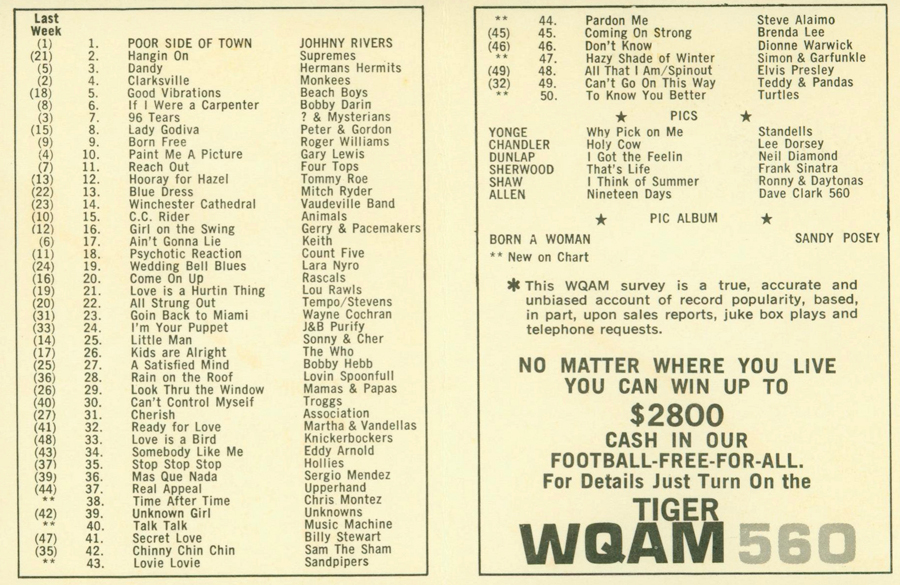 Last
Week
(1) 1. POOR SIDE OF TOWN JOHHNY RIVERS
(21) 2. Hangin On Supremes
(5) 3. Dandy Hermans Hermits
(2) 4. Clarksville Monkees
(18) 5. Good Vibrations Beach Boys
(8) 6. If I Were a Carpenter Bobby Darin
(3) 7. 96 Tears ? & Mysterians
(15) 8. Lady Godiva Peter & Gordon
(9) 9. Born Free Roger Williams
(4) 10. Paint Me A Picture Gary Lewis
(7) 11. Reach Out Four Tops
(13) 12. Hooray for Hazel Tommy Roe
(22) 13. Blue Dress Mitch Ryder
(23) 14. Winchester Cathedral Vaudeville Band
(10) 15. C.C. Rider Animals
(12) 16. Girl on the Swing Gerry & Pacemakers
(6) 17. Ain't Gonna Lie Keith
(11) 18. Psychotic Reaction Count Five
(24) 19. Wedding Bell Blues Lara Nyro
(16) 20. Come On Up Rascals
(19) 21. Love is a Hurtin Thing Lou Rawls
(20) 22. All Strung Out Tempo/Stevens
(31) 23. Goin Back to Miami Wayne Cochran
(33) 24. I'm Your Puppet J&B Purify
(14) 25. Little Man Sonny & Cher
(17) 26. Kids are Alright The Who
(25) 27. A Satisfied Mind Bobby Hebb
(36) 28. Rain on the Roof Lovin Spoonfull
(26) 29. Look Thru the Window Mamas & Papas
(40) 30. Can't Control Myself Troggs
(27) 31. Cherish Association
(41) 32. Ready for Love Martha & Vandellas
(48) 33. Love is a Bird Knickerbockers
(43) 34. Somebody Like Me Eddy Arnold
(37) 35. Stop Stop Stop Hollies
(39) 36. Mas Que Nada Sergio Mendez
(44) 37. Real Appeal Upperhand
** 38. Time After Time Chris Montez
(42) 39. Unknown Girl Unknowns
** 40. Talk Talk Music Machine
(47) 41. Secret Love Billy Stewart
(35) 42. Chinny Chin Chin Sam The Sham
** 43. Lovie Lovie Sandpipers
** 44. Pardon Me Steve Alaimo
(45) 45. Coming On Strong Brenda Lee
(46) 46. Don't Know Dionne Warwick
** 47. Hazy Shade of Winter Simon & Garfunkle
(49) 48. All That I Am/Spinout Elvis Presley
(32) 49. Can't Go On This Way Teddy & Pandas
** 50. To Know You Better Turtles
★ PICS ★
YONGE Why Pick on Me Standells
CHANDLER Holy Cow Lee Dorsey
DUNLAP I Got the Feelin Neil Diamond
SHERWOOD That's Life Frank Sinatra
SHAW I Think of Summer Ronny & Daytonas
ALLEN Nineteen Days Dave Clark 560
★ PIC ALBUM ★
BORN A WOMAN SANDY POSEY
** New on Chart
* This WQAM survey is a true, accurate and
unbiased account of record popularity, based,
in part, upon sales reports, juke box plays and
telephone requests.
NO MATTER WHERE YOU LIVE
YOU CAN WIN UP TO
$2800
CASH IN OUR
FOOTBALL-FREE-FOR-ALL.
For Details Just Turn On the
TIGER
WQAM 560